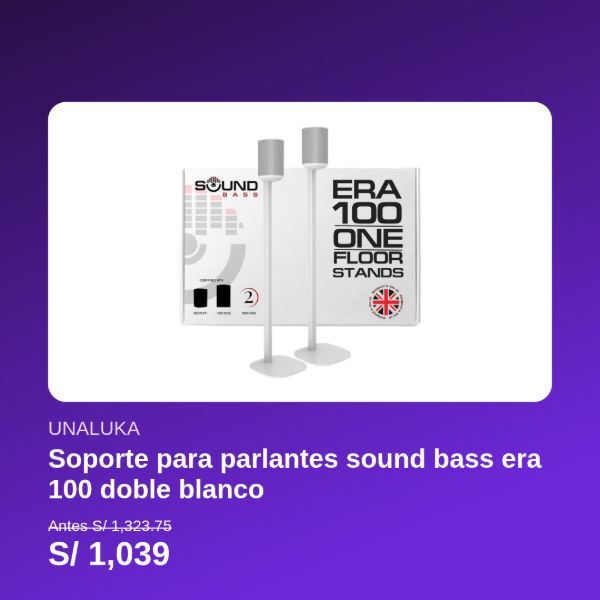 SOUND
BASS
2
ERA
100
ONE
FLOOR
STANDS
UNALUKA
Soporte para parlantes sound bass era
100 doble blanco
Antes S/ 1,323.75
S/ 1,039